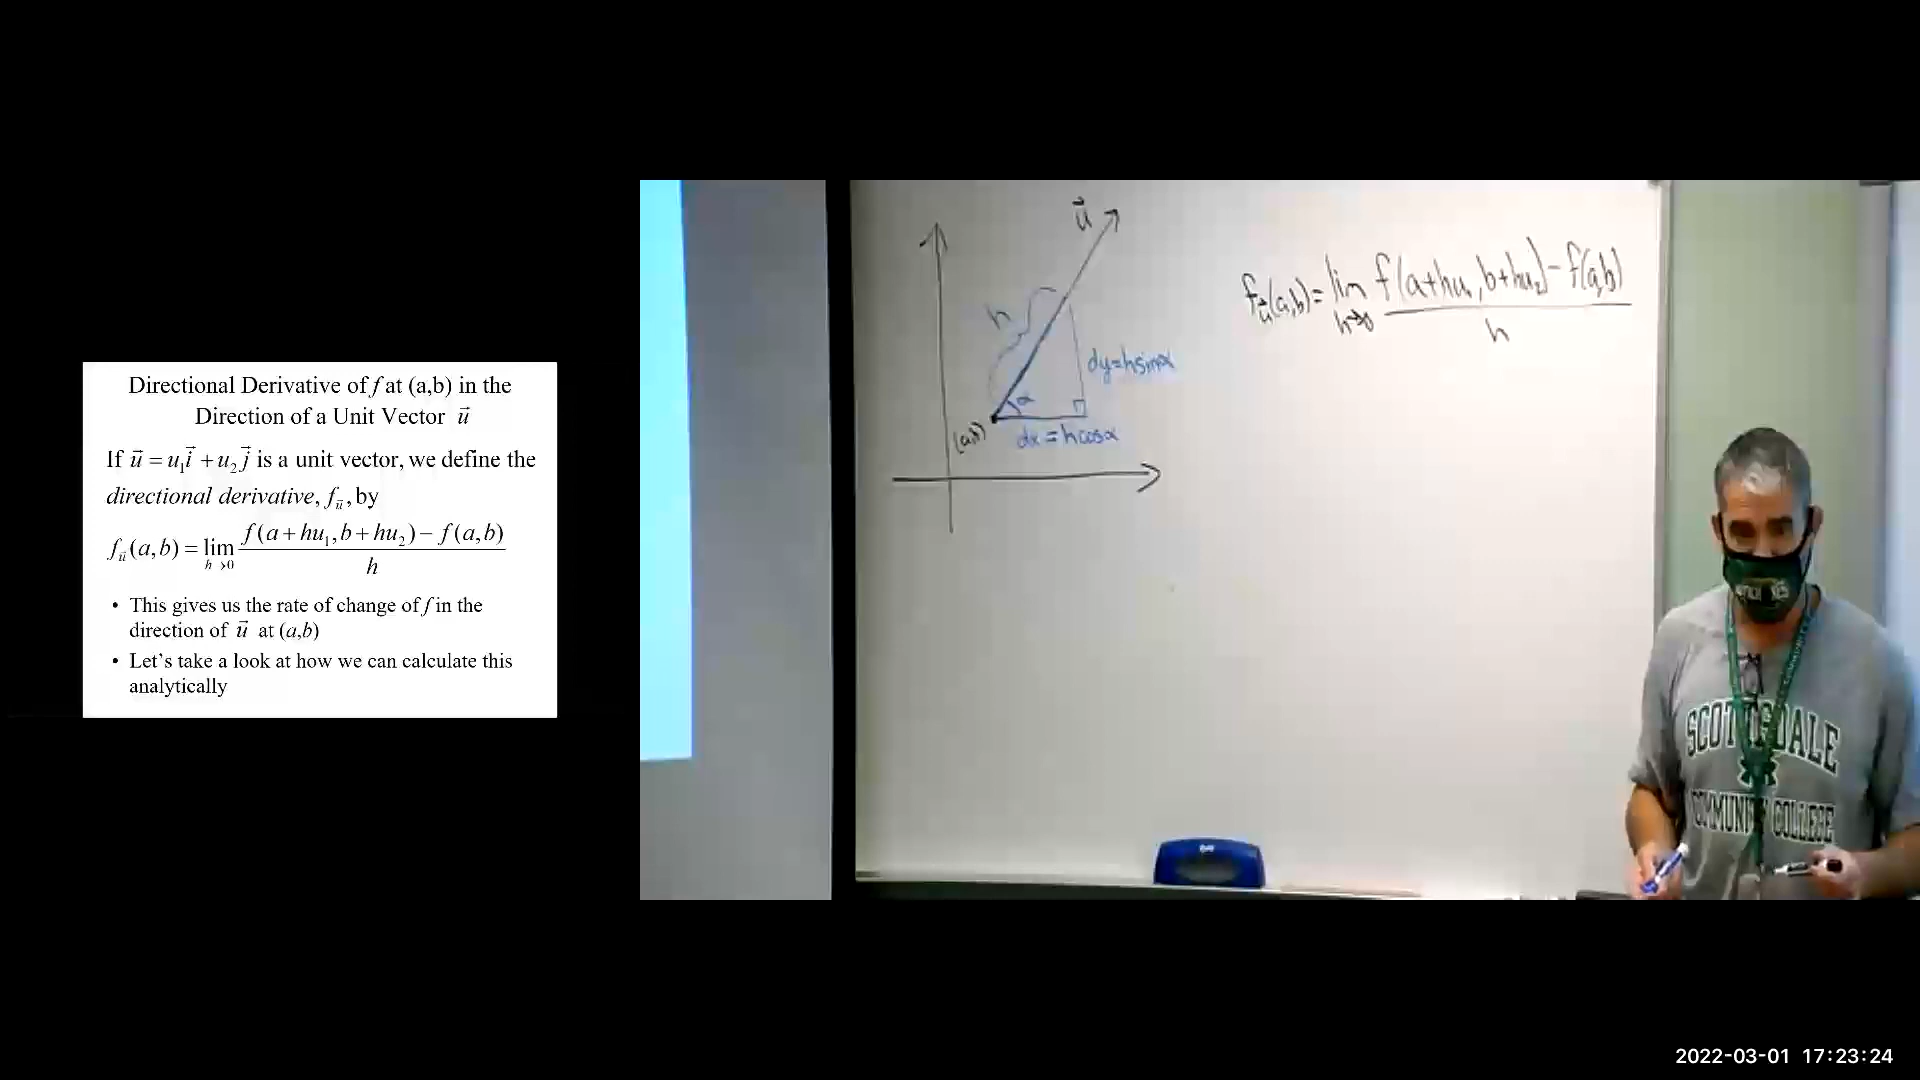 Directional Derivative of f at (a,b) in the
Direction of a Unit Vector u⃗
If u⃗ = u₁i⃗ + u₂j⃗ is a unit vector, we define the
directional derivative, f_u⃗, by
f_u⃗(a,b) = lim h→0 f(a+hu₁,b+hu₂)−f(a,b) / h
• This gives us the rate of change of f in the
direction of u⃗ at (a,b)
• Let's take a look at how we can calculate this
analytically
u⃗
h
dy=hsinα
α
(a,b)
dx = hcosα
f_u⃗(a,b)= lim h→0 f(a+hu₁,b+hu₂)-f(a,b) / h
SCOTTSDALE
COMMUNITY COLLEGE
2022-03-01 17:23:24